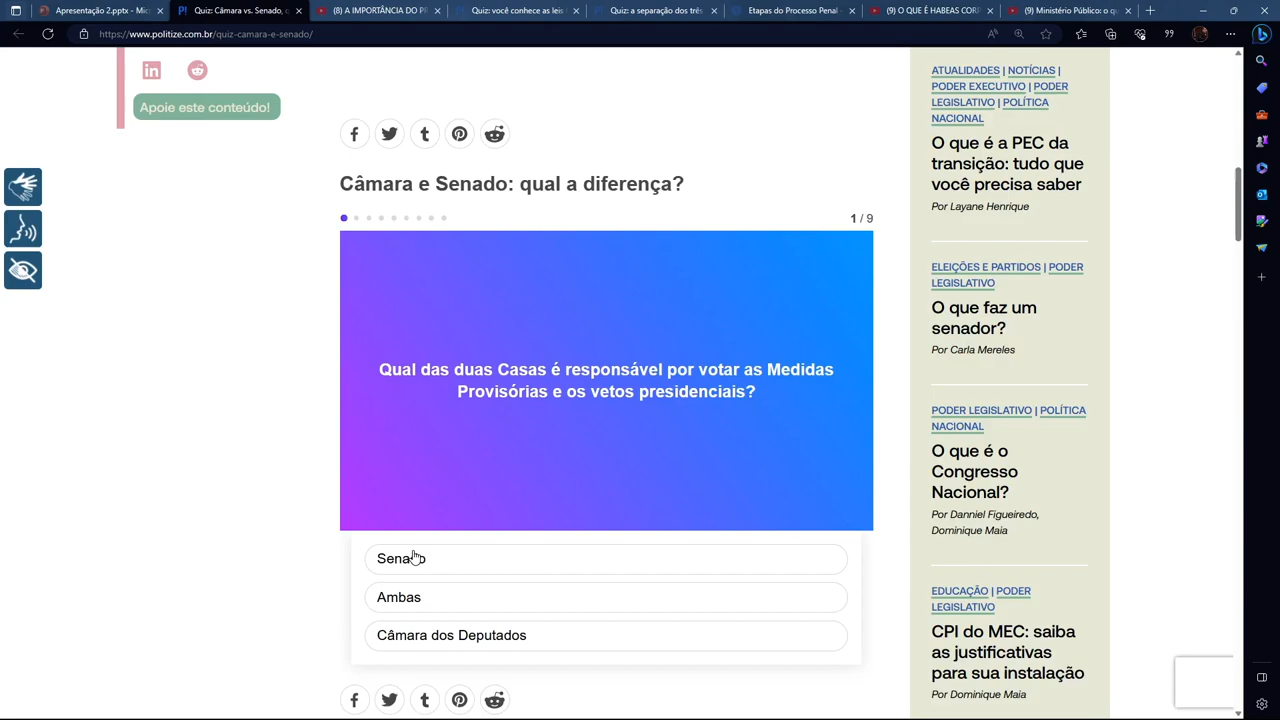 Apresentação 2.pptx - Micr
Quiz: Câmara vs. Senado, q
(8) A IMPORTÂNCIA DO PR
Quiz: você conhece as leis t
Quiz: a separação dos três
Etapas do Processo Penal -
(9) O QUE É HABEAS CORP
(9) Ministério Público: o qu
https://www.politize.com.br/quiz-camara-e-senado/
Apoie este conteúdo!
Câmara e Senado: qual a diferença?
1 / 9
Qual das duas Casas é responsável por votar as Medidas
Provisórias e os vetos presidenciais?
Senado
Ambas
Câmara dos Deputados
ATUALIDADES | NOTÍCIAS |
PODER EXECUTIVO | PODER
LEGISLATIVO | POLÍTICA
NACIONAL
O que é a PEC da
transição: tudo que
você precisa saber
Por Layane Henrique
ELEIÇÕES E PARTIDOS | PODER
LEGISLATIVO
O que faz um
senador?
Por Carla Mereles
PODER LEGISLATIVO | POLÍTICA
NACIONAL
O que é o
Congresso
Nacional?
Por Danniel Figueiredo,
Dominique Maia
EDUCAÇÃO | PODER
LEGISLATIVO
CPI do MEC: saiba
as justificativas
para sua instalação
Por Dominique Maia